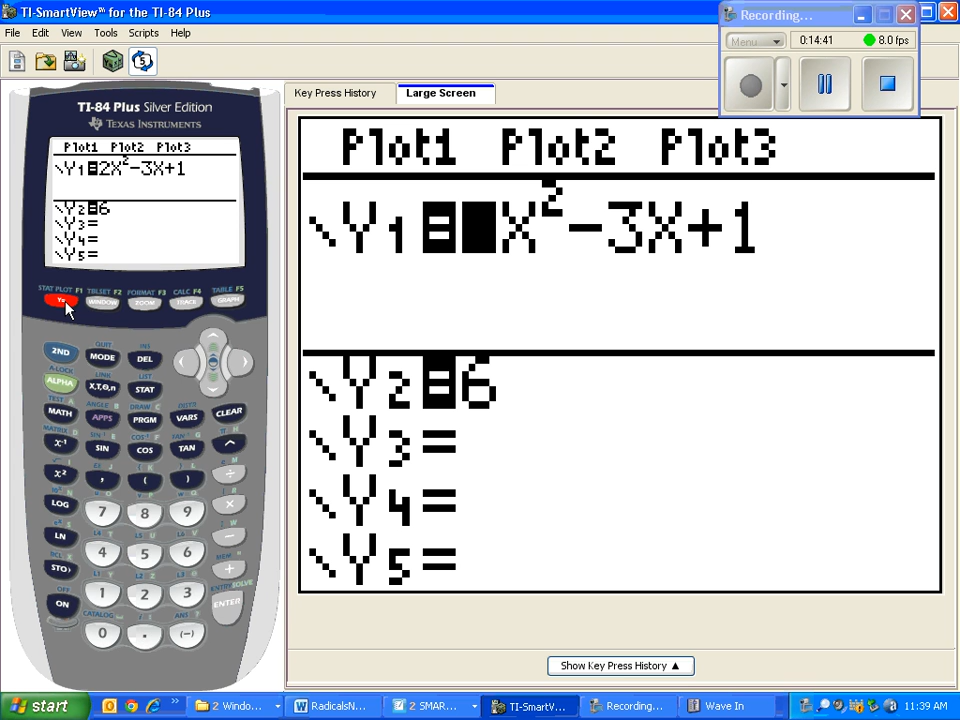 TI-SmartView™ for the TI-84 Plus
File Edit View Tools Scripts Help
Recording...
Menu 0:14:41 8.0 fps
Key Press History Large Screen
TI-84 Plus Silver Edition
TEXAS INSTRUMENTS
Plot1 Plot2 Plot3
\Y1=2X²-3X+1
\Y2=6
\Y3=
\Y4=
\Y5=
STAT PLOT F1 TBLSET F2 FORMAT F3 CALC F4 TABLE F5
Y= WINDOW ZOOM TRACE GRAPH
QUIT INS
2ND MODE DEL
A-LOCK LINK LIST
ALPHA X,T,Θ,n STAT
TEST A ANGLE B DRAW C DISTR
MATH APPS PRGM VARS CLEAR
MATRIX D SIN⁻¹ E COS⁻¹ F TAN⁻¹ G π H
X⁻¹ SIN COS TAN ^
X² , ( ) ÷
LOG 7 8 9 ×
LN 4 5 6 −
RCL X L1 Y L2 Z L3 MEM "
STO› 1 2 3 +
OFF CATALOG ANS ? ENTRY SOLVE
ON 0 . (-) ENTER
Plot1 Plot2 Plot3
\Y1=X²-3X+1
\Y2=6
\Y3=
\Y4=
\Y5=
Show Key Press History ▲
start » 2 Windo... RadicalsN... 2 SMAR... TI-SmartV... Recording... Wave In 11:39 AM